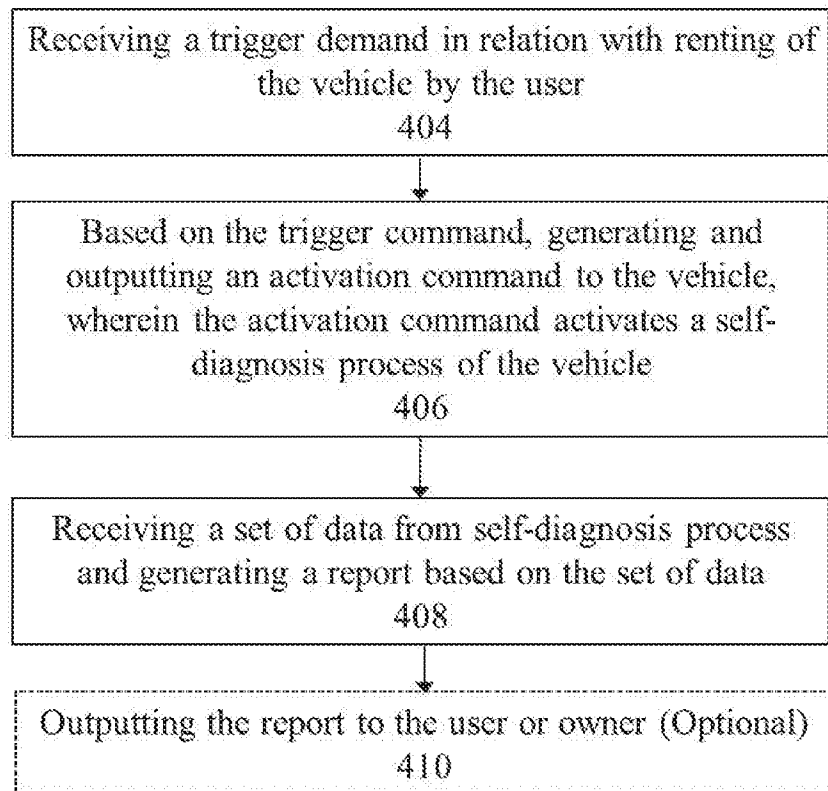 Receiving a trigger demand in relation with renting of
the vehicle by the user
404
Based on the trigger command, generating and
outputting an activation command to the vehicle,
wherein the activation command activates a self-
diagnosis process of the vehicle
406
Receiving a set of data from self-diagnosis process
and generating a report based on the set of data
408
Outputting the report to the user or owner (Optional)
410